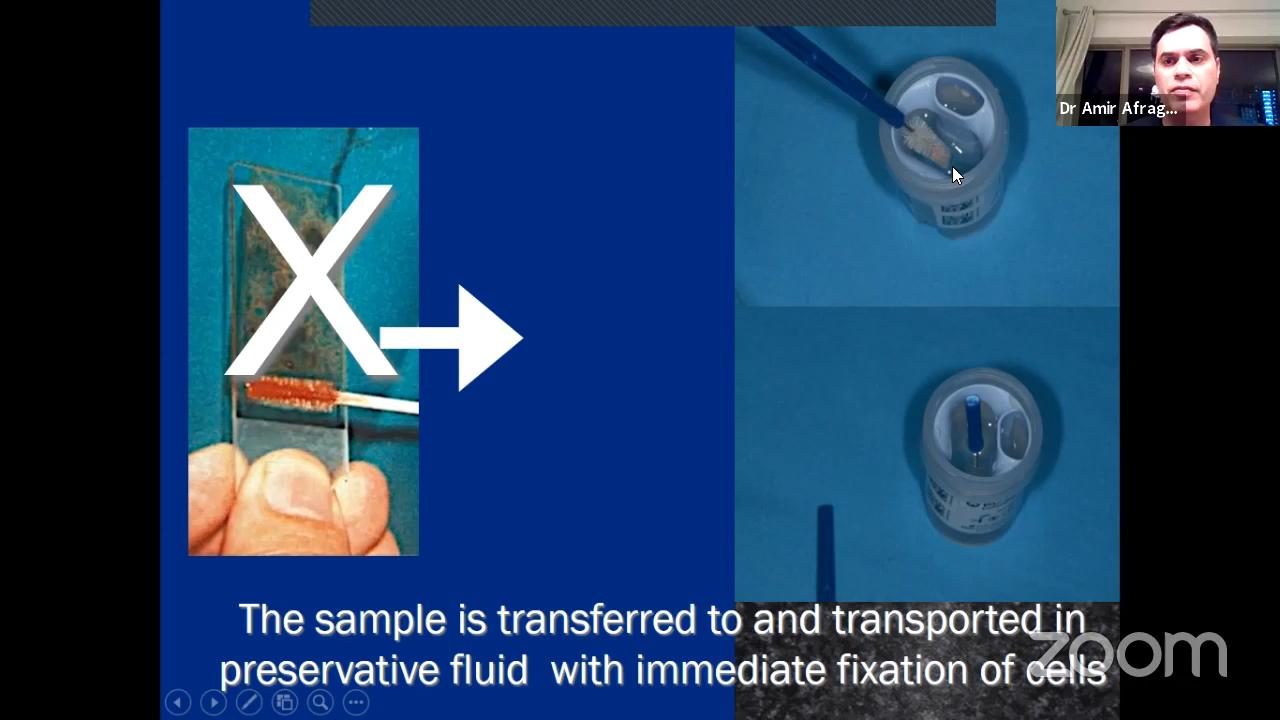 Dr Amir Afrag...
X
The sample is transferred to and transported in
preservative fluid with immediate fixation of cells
zoom